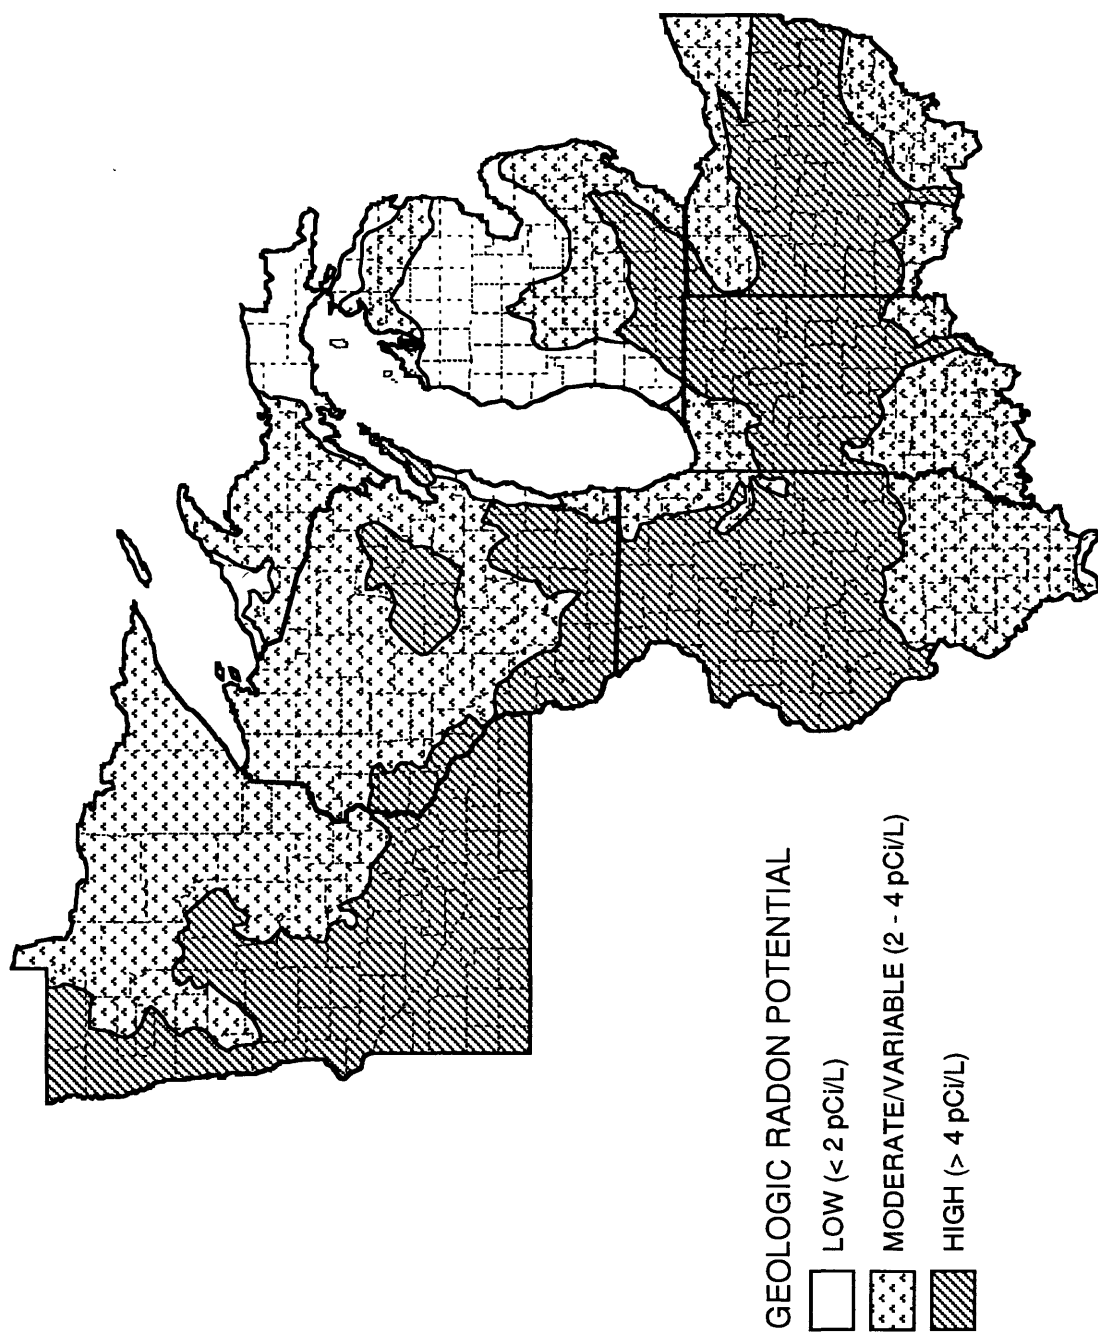 GEOLOGIC RADON POTENTIAL
LOW (< 2 pCi/L)
MODERATE/VARIABLE (2 - 4 pCi/L)
HIGH (> 4 pCi/L)